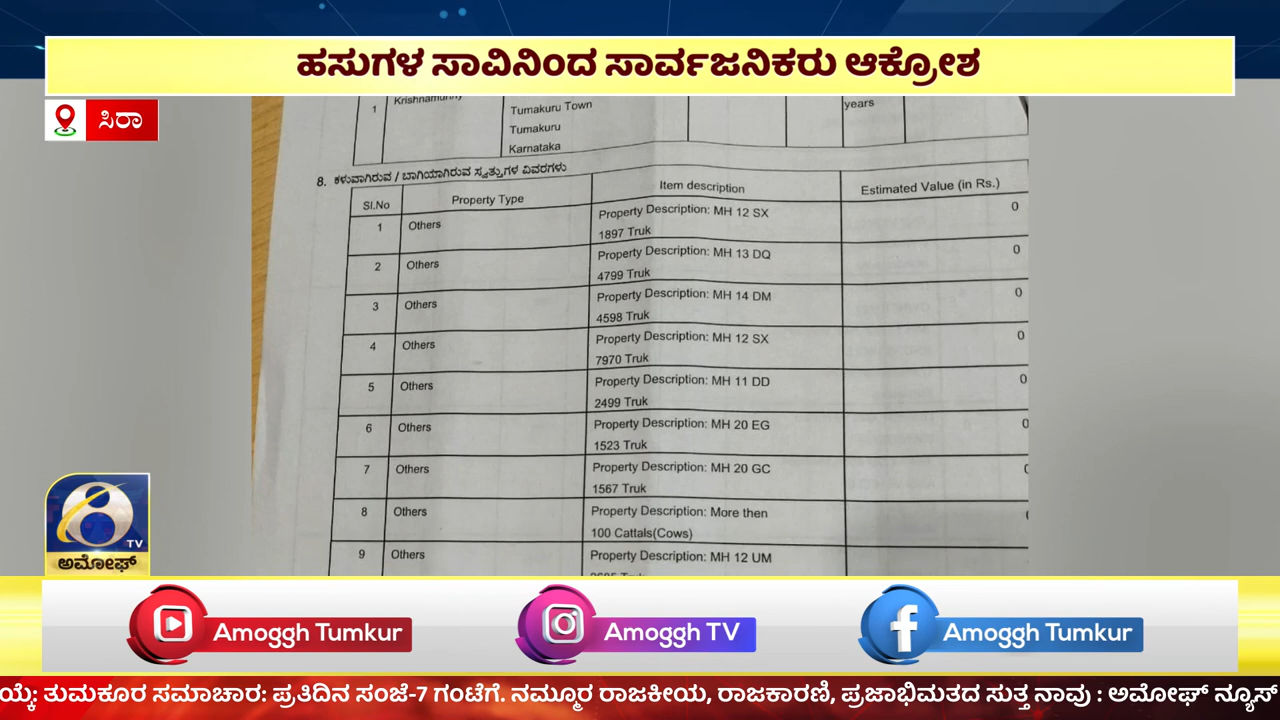 ಹಸುಗಳ ಸಾವಿನಿಂದ ಸಾರ್ವಜನಿಕರು ಆಕ್ರೋಶ
ಸಿರಾ
1 Tumakuru Town years
Tumakuru
Karnataka
8. ಕಳುವಾಗಿರುವ / ಬಾಗಿಯಾಗಿರುವ ಸ್ವತ್ತುಗಳ ವಿವರಗಳು
Sl.No Property Type Item description Estimated Value (in Rs.)
1 Others Property Description: MH 12 SX 0
1897 Truk
2 Others Property Description: MH 13 DQ 0
4799 Truk
3 Others Property Description: MH 14 DM 0
4598 Truk
4 Others Property Description: MH 12 SX 0
7970 Truk
5 Others Property Description: MH 11 DD 0
2499 Truk
6 Others Property Description: MH 20 EG 0
1523 Truk
7 Others Property Description: MH 20 GC
1567 Truk
8 Others Property Description: More then
100 Cattals(Cows)
9 Others Property Description: MH 12 UM
TV
ಅಮೋಘ್
Amoggh Tumkur
Amoggh TV
Amoggh Tumkur
ತುಮಕೂರ ಸಮಾಚಾರ: ಪ್ರತಿದಿನ ಸಂಜೆ-7 ಗಂಟೆಗೆ. ನಮ್ಮೂರ ರಾಜಕೀಯ, ರಾಜಕಾರಣಿ, ಪ್ರಜಾಭಿಮತದ ಸುತ್ತ ನಾವು : ಅಮೋಘ್ ನ್ಯೂಸ್